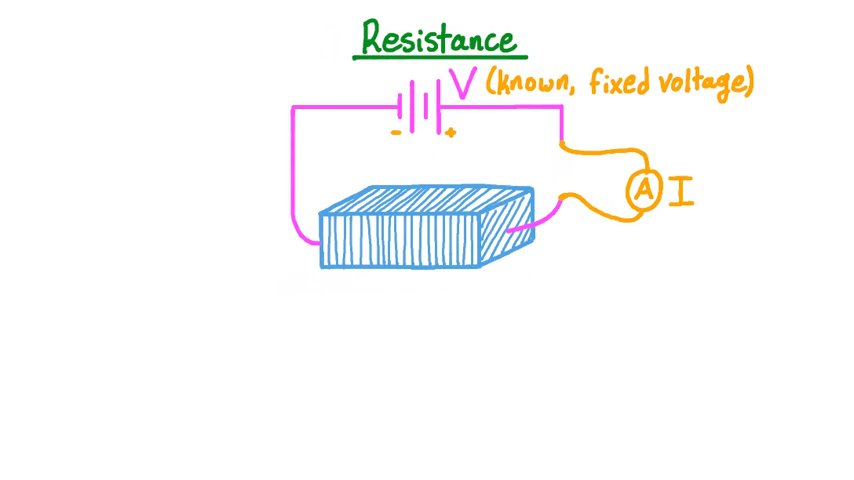 Resistance
V (known, fixed voltage)
- +
A I